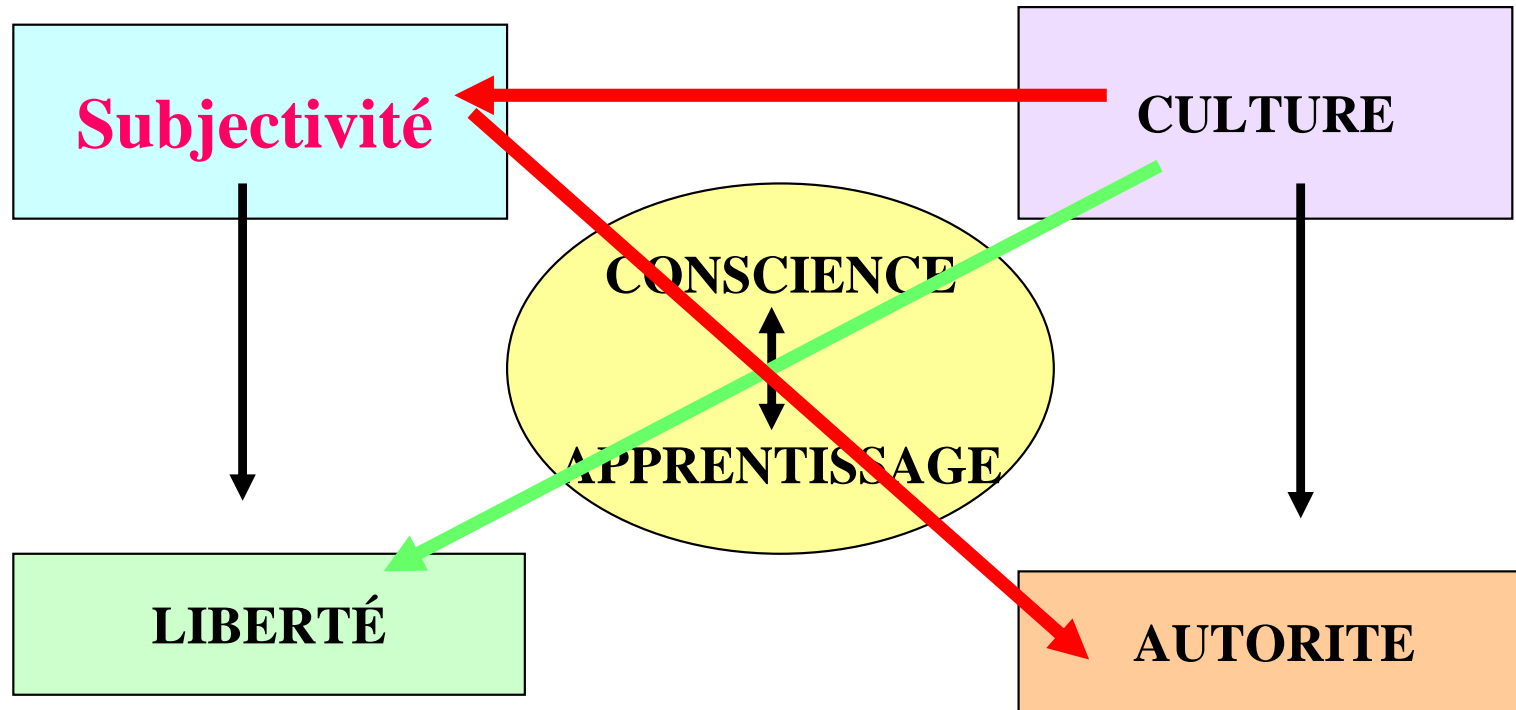 Subjectivité
CULTURE
CONSCIENCE
APPRENTISSAGE
LIBERTÉ
AUTORITE